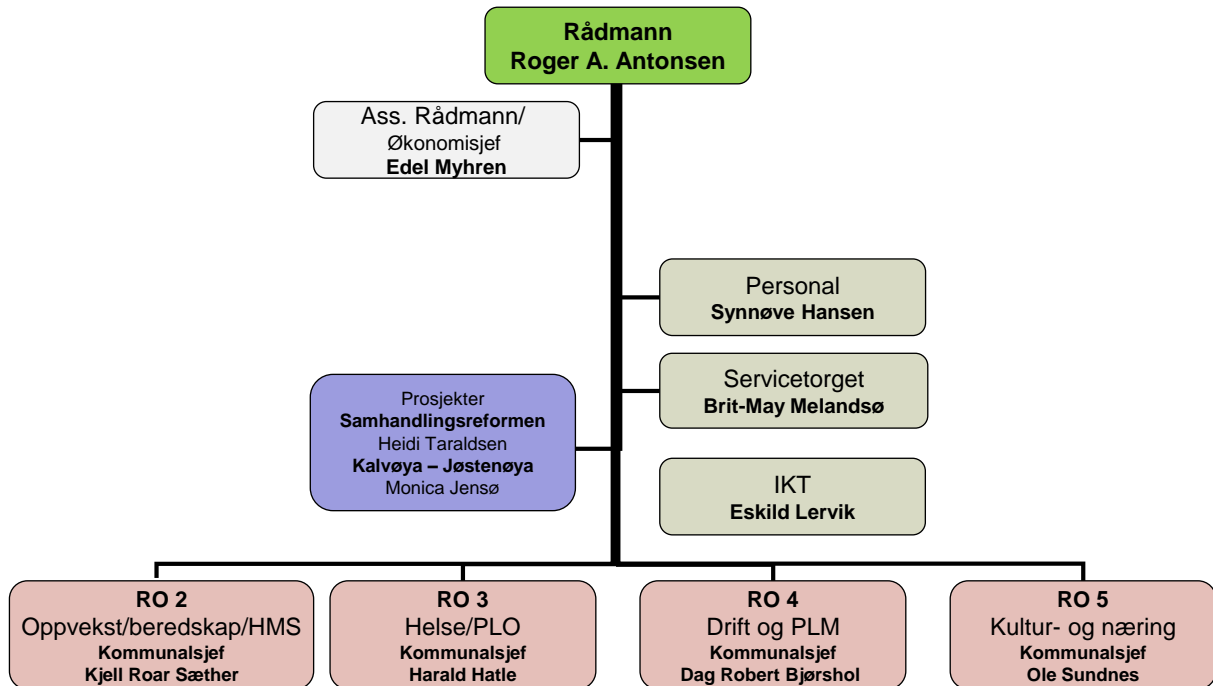 Rådmann
Roger A. Antonsen
Ass. Rådmann/
Økonomisjef
Edel Myhren
Personal
Synnøve Hansen
Servicetorget
Brit-May Melandsø
Prosjekter
Samhandlingsreformen
Heidi Taraldsen
Kalvøya – Jøstenøya
Monica Jensø
IKT
Eskild Lervik
RO 2
Oppvekst/beredskap/HMS
Kommunalsjef
Kjell Roar Sæther
RO 3
Helse/PLO
Kommunalsjef
Harald Hatle
RO 4
Drift og PLM
Kommunalsjef
Dag Robert Bjørshol
RO 5
Kultur- og næring
Kommunalsjef
Ole Sundnes